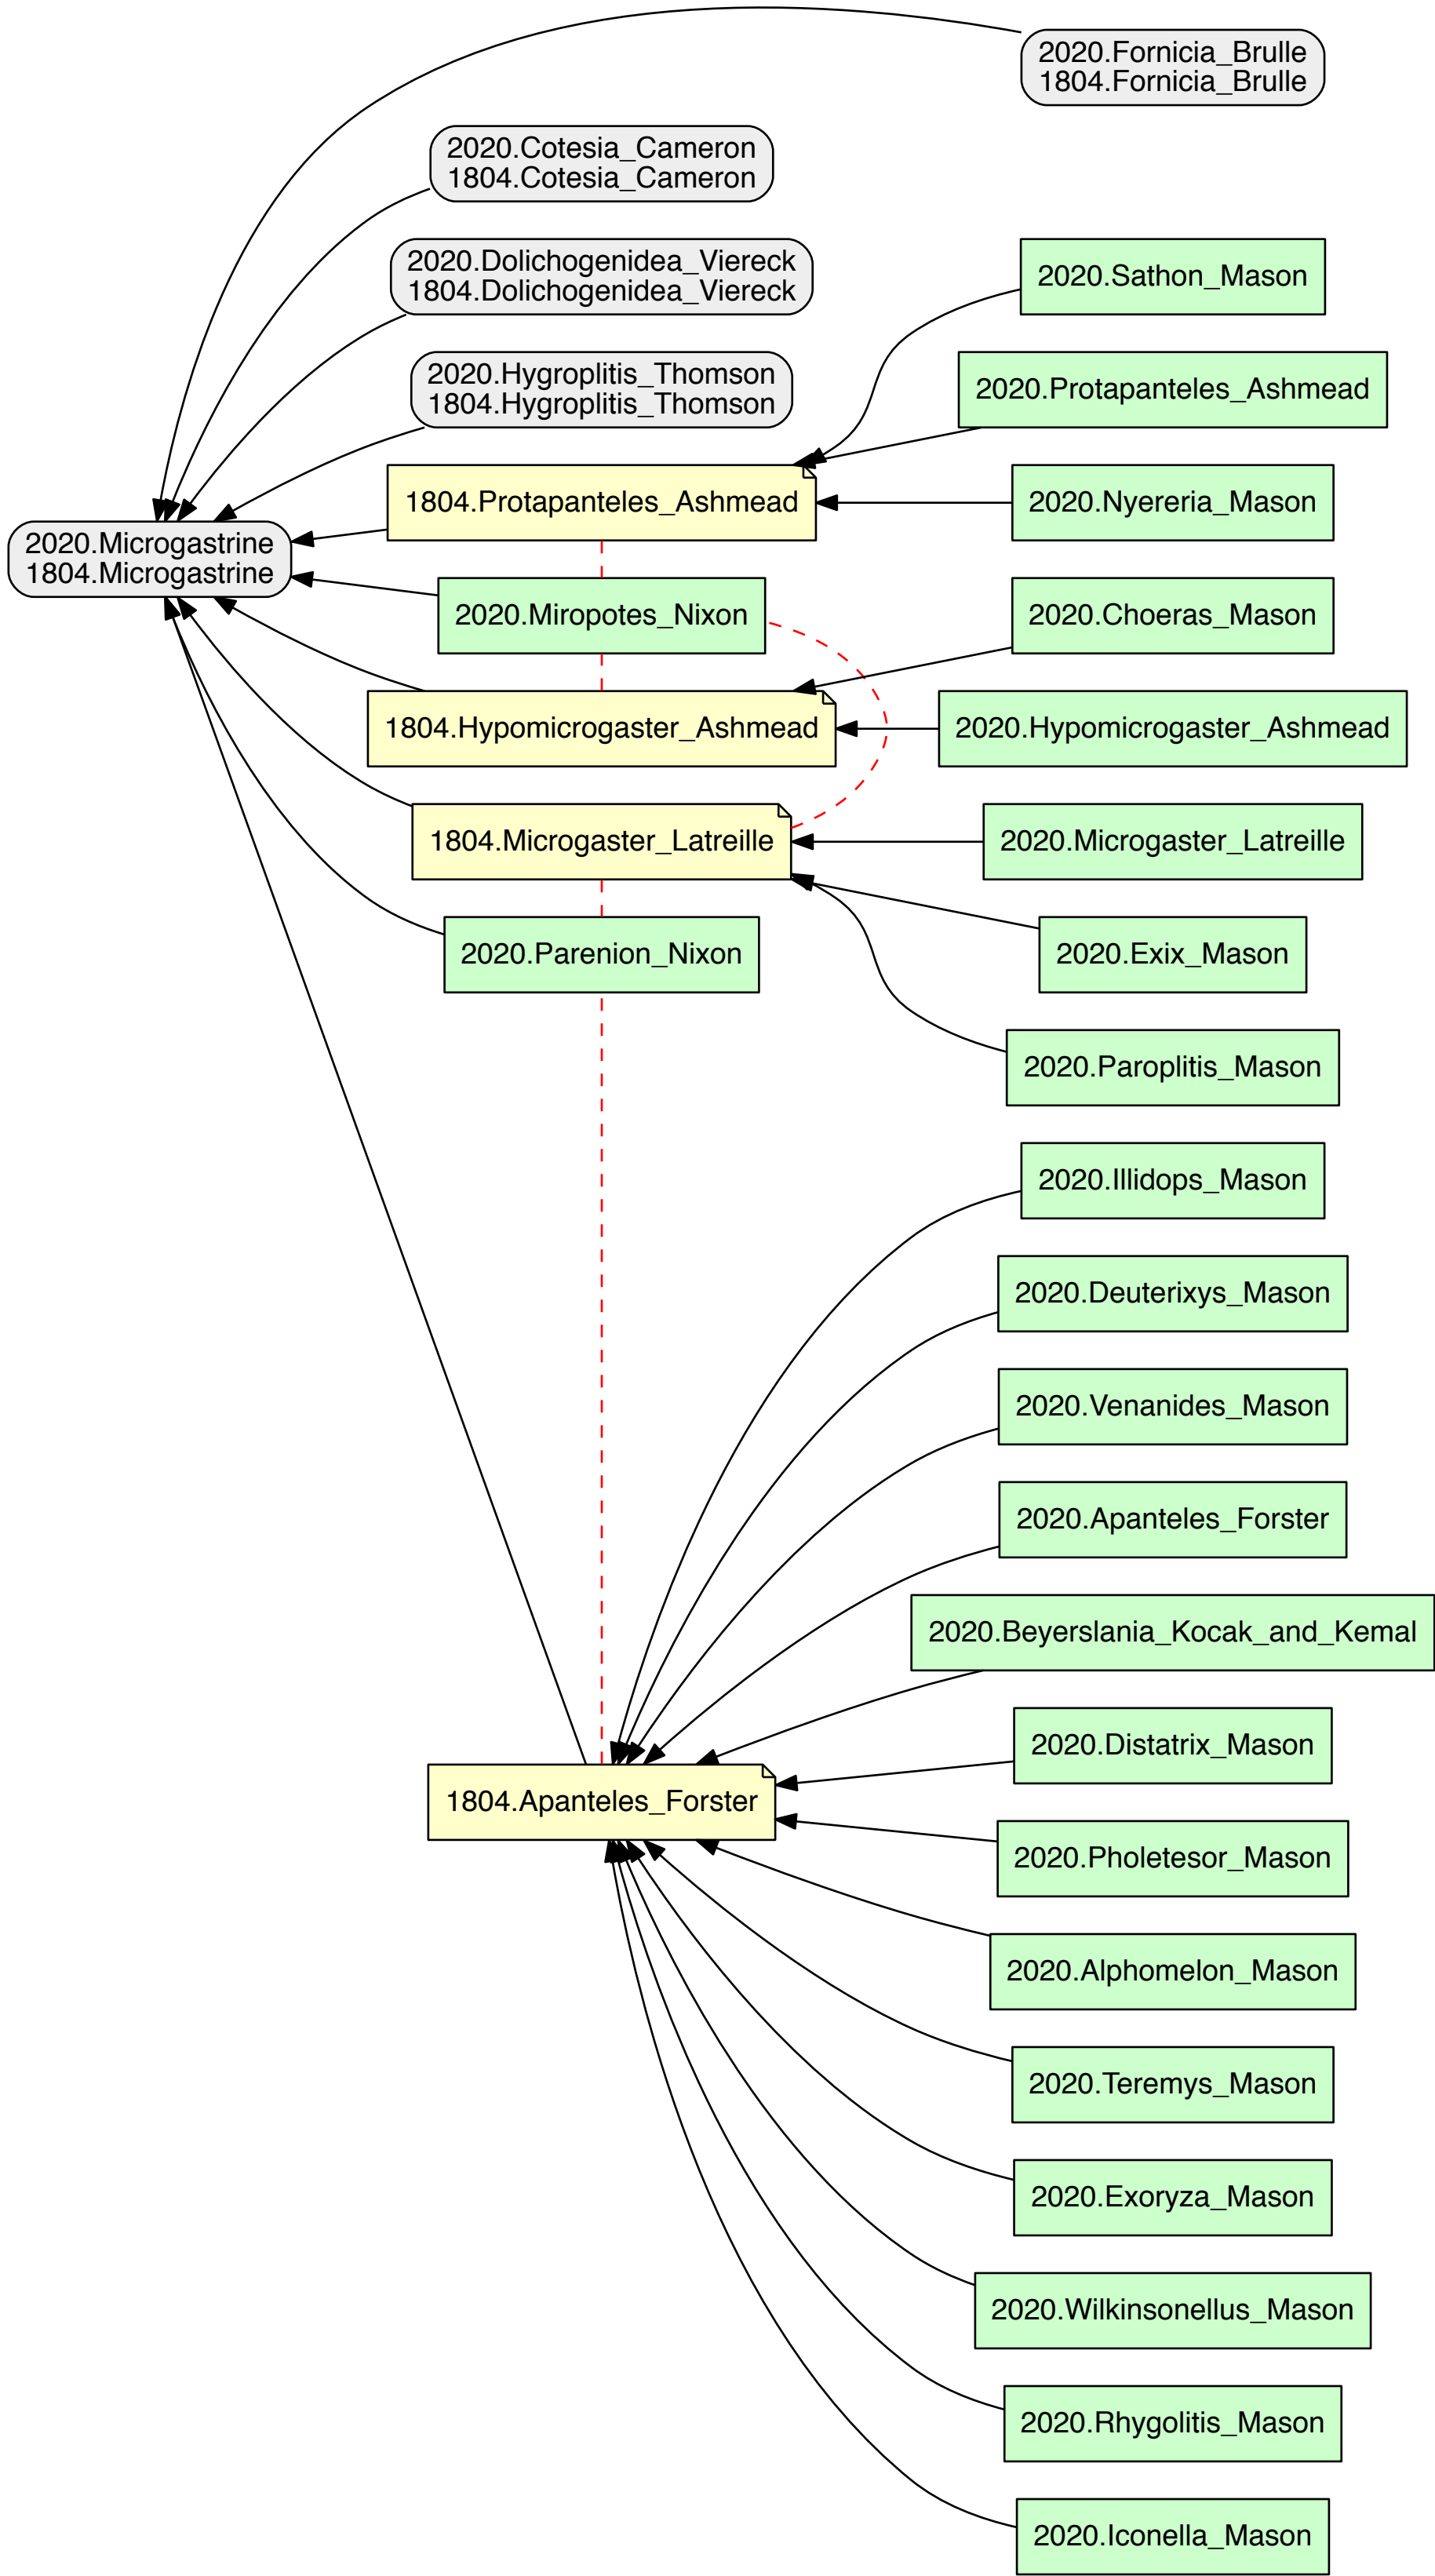 2020.Fornicia_Brulle
1804.Fornicia_Brulle
2020.Cotesia_Cameron
1804.Cotesia_Cameron
2020.Dolichogenidea_Viereck
1804.Dolichogenidea_Viereck
2020.Sathon_Mason
2020.Hygroplitis_Thomson
1804.Hygroplitis_Thomson
2020.Protapanteles_Ashmead
1804.Protapanteles_Ashmead
2020.Nyereria_Mason
2020.Microgastrine
1804.Microgastrine
2020.Miropotes_Nixon
2020.Choeras_Mason
1804.Hypomicrogaster_Ashmead
2020.Hypomicrogaster_Ashmead
1804.Microgaster_Latreille
2020.Microgaster_Latreille
2020.Parenion_Nixon
2020.Exix_Mason
2020.Paroplitis_Mason
2020.Illidops_Mason
2020.Deuterixys_Mason
2020.Venanides_Mason
2020.Apanteles_Forster
2020.Beyerslania_Kocak_and_Kemal
2020.Distatrix_Mason
1804.Apanteles_Forster
2020.Pholetesor_Mason
2020.Alphomelon_Mason
2020.Teremys_Mason
2020.Exoryza_Mason
2020.Wilkinsonellus_Mason
2020.Rhygolitis_Mason
2020.Iconella_Mason